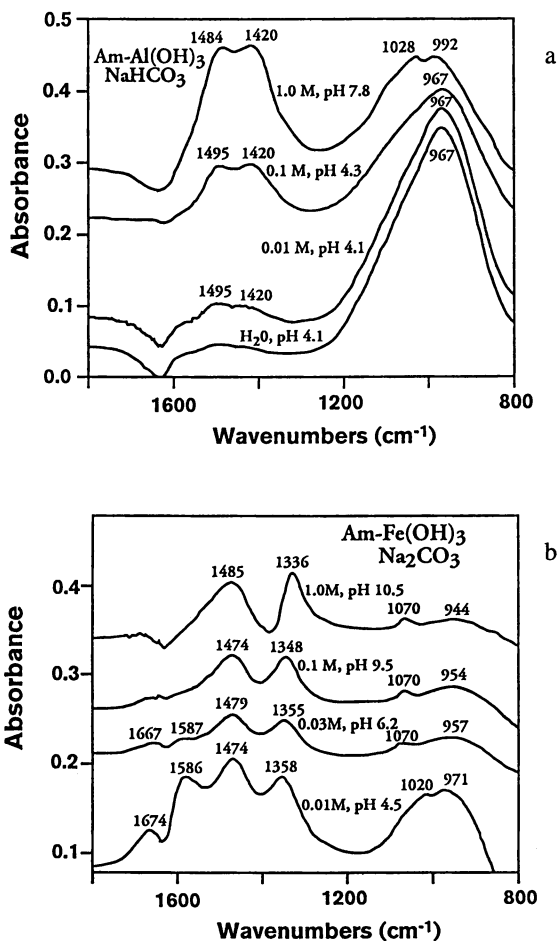 a
0.5
0.4
0.3
0.2
0.1
0.0
Absorbance
Am-Al(OH)3
NaHCO3
1484 1420
1028 992
1.0 M, pH 7.8
967
967
967
1495 1420
0.1 M, pH 4.3
0.01 M, pH 4.1
1495 1420
H20, pH 4.1
1600 1200 800
Wavenumbers (cm-1)
b
Am-Fe(OH)3
Na2CO3
0.4
0.3
0.2
0.1
Absorbance
1485 1336
1.0M, pH 10.5
1070 944
1474 1348
0.1 M, pH 9.5
1070 954
1667 1587 1479 1355
0.03M, pH 6.2
1070 957
1674 1586 1474 1358
0.01M, pH 4.5
1020 971
1600 1200 800
Wavenumbers (cm-1)